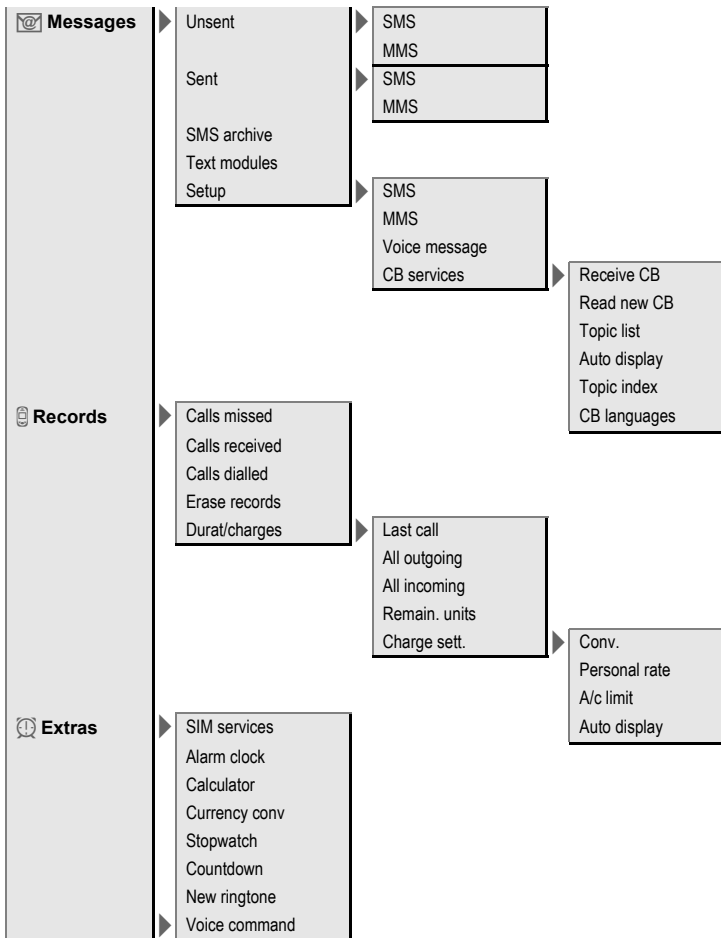 Messages
Unsent
SMS
MMS
Sent
SMS
MMS
SMS archive
Text modules
Setup
SMS
MMS
Voice message
CB services
Receive CB
Read new CB
Topic list
Auto display
Topic index
CB languages
Records
Calls missed
Calls received
Calls dialled
Erase records
Durat/charges
Last call
All outgoing
All incoming
Remain. units
Charge sett.
Conv.
Personal rate
A/c limit
Auto display
Extras
SIM services
Alarm clock
Calculator
Currency conv
Stopwatch
Countdown
New ringtone
Voice command